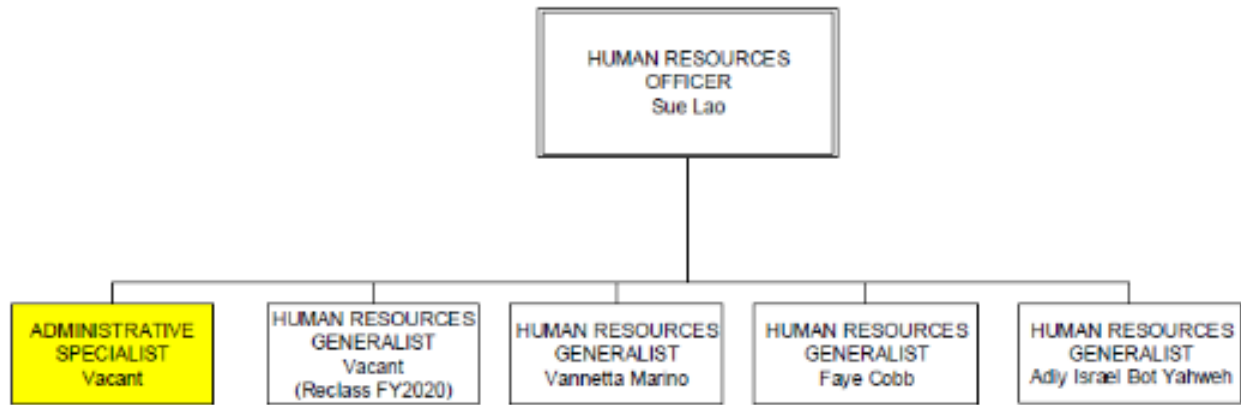 HUMAN RESOURCES
OFFICER
Sue Lao
ADMINISTRATIVE
SPECIALIST
Vacant
HUMAN RESOURCES
GENERALIST
Vacant
(Reclass FY2020)
HUMAN RESOURCES
GENERALIST
Vannetta Marino
HUMAN RESOURCES
GENERALIST
Faye Cobb
HUMAN RESOURCES
GENERALIST
Adly Israel Bot Yahweh